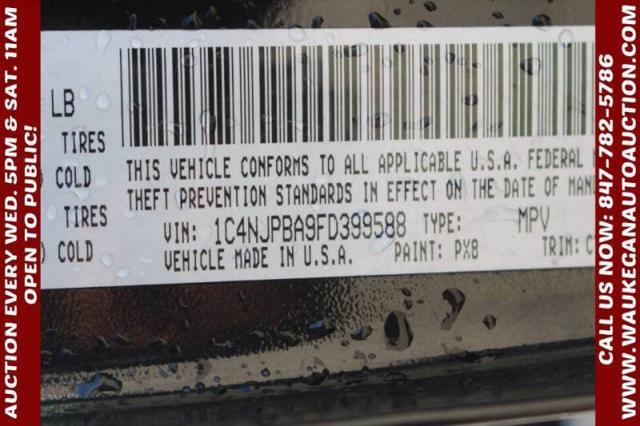 AUCTION EVERY WED. 5PM & SAT. 11AM
OPEN TO PUBLIC!
LB
TIRES
COLD
TIRES
COLD
THIS VEHICLE CONFORMS TO ALL APPLICABLE U.S.A. FEDERAL
THEFT PREVENTION STANDARDS IN EFFECT ON THE DATE OF MAN
VIN: 1C4NJPBA9FD399588 TYPE: MPV
VEHICLE MADE IN U.S.A. PAINT: PX8 TRIM: C
CALL US NOW: 847-782-5786
WWW.WAUKEGANAUTOAUCTION.COM